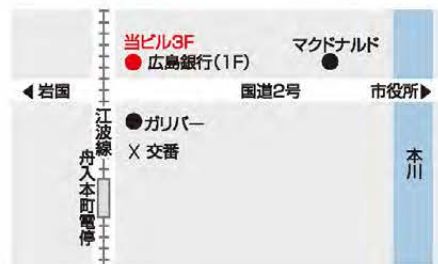 当ビル3F
広島銀行(1F)
マクドナルド
◀岩国
国道2号
市役所▶
江波線
舟入本町電停
ガリバー
X 交番
本川